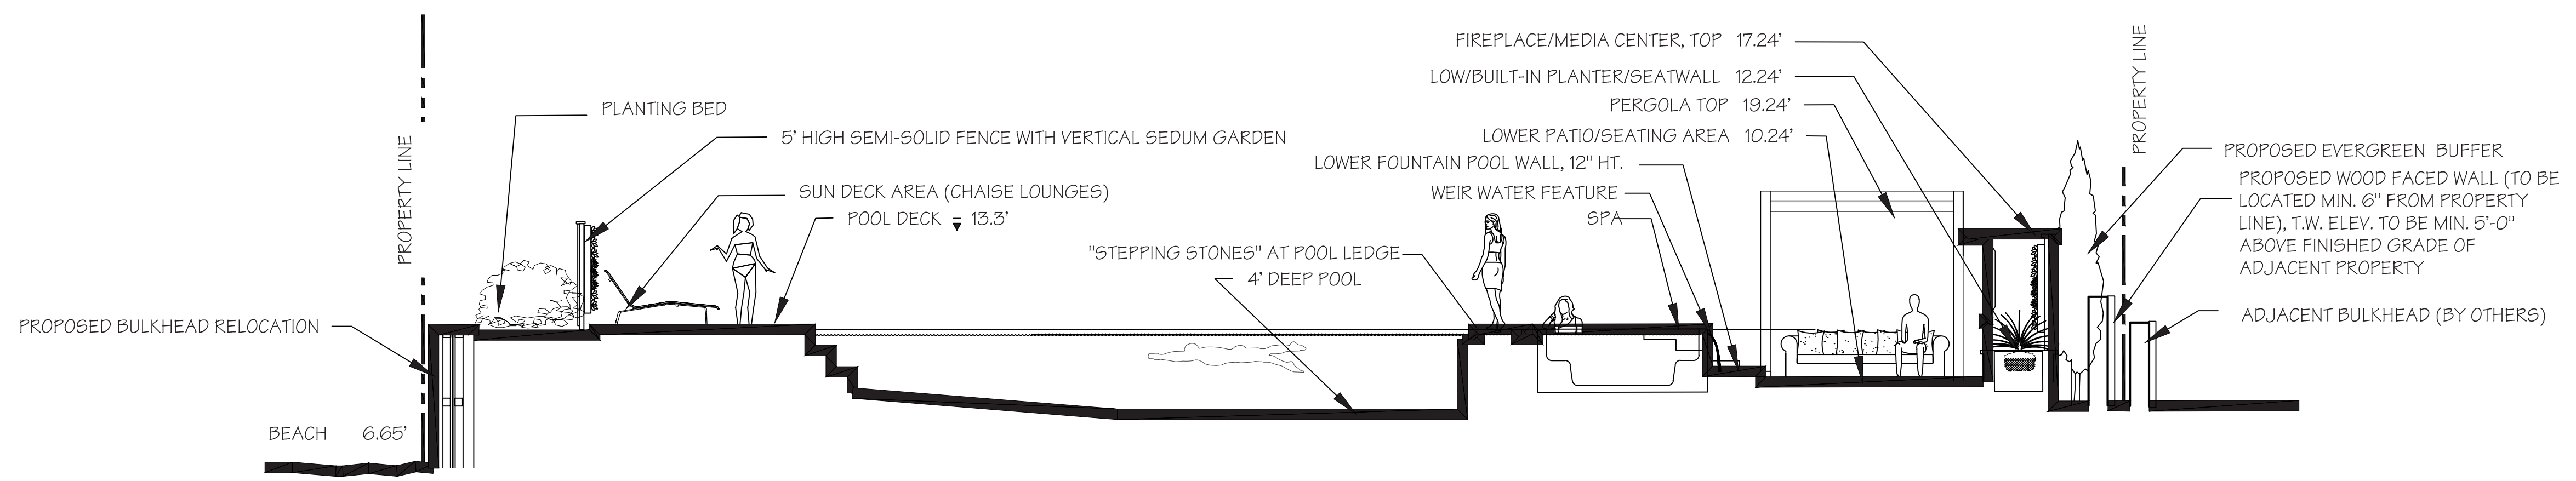 PROPERTY LINE
PLANTING BED
5' HIGH SEMI-SOLID FENCE WITH VERTICAL SEDUM GARDEN
SUN DECK AREA (CHAISE LOUNGES)
POOL DECK 13.3'
PROPOSED BULKHEAD RELOCATION
BEACH 6.65'
"STEPPING STONES" AT POOL LEDGE
4' DEEP POOL
FIREPLACE/MEDIA CENTER, TOP 17.24'
LOW/BUILT-IN PLANTER/SEATWALL 12.24'
PERGOLA TOP 19.24'
LOWER PATIO/SEATING AREA 10.24'
LOWER FOUNTAIN POOL WALL, 12" HT.
WEIR WATER FEATURE
SPA
PROPERTY LINE
PROPOSED EVERGREEN BUFFER
PROPOSED WOOD FACED WALL (TO BE
LOCATED MIN. 6" FROM PROPERTY
LINE), T.W. ELEV. TO BE MIN. 5'-0"
ABOVE FINISHED GRADE OF
ADJACENT PROPERTY
ADJACENT BULKHEAD (BY OTHERS)